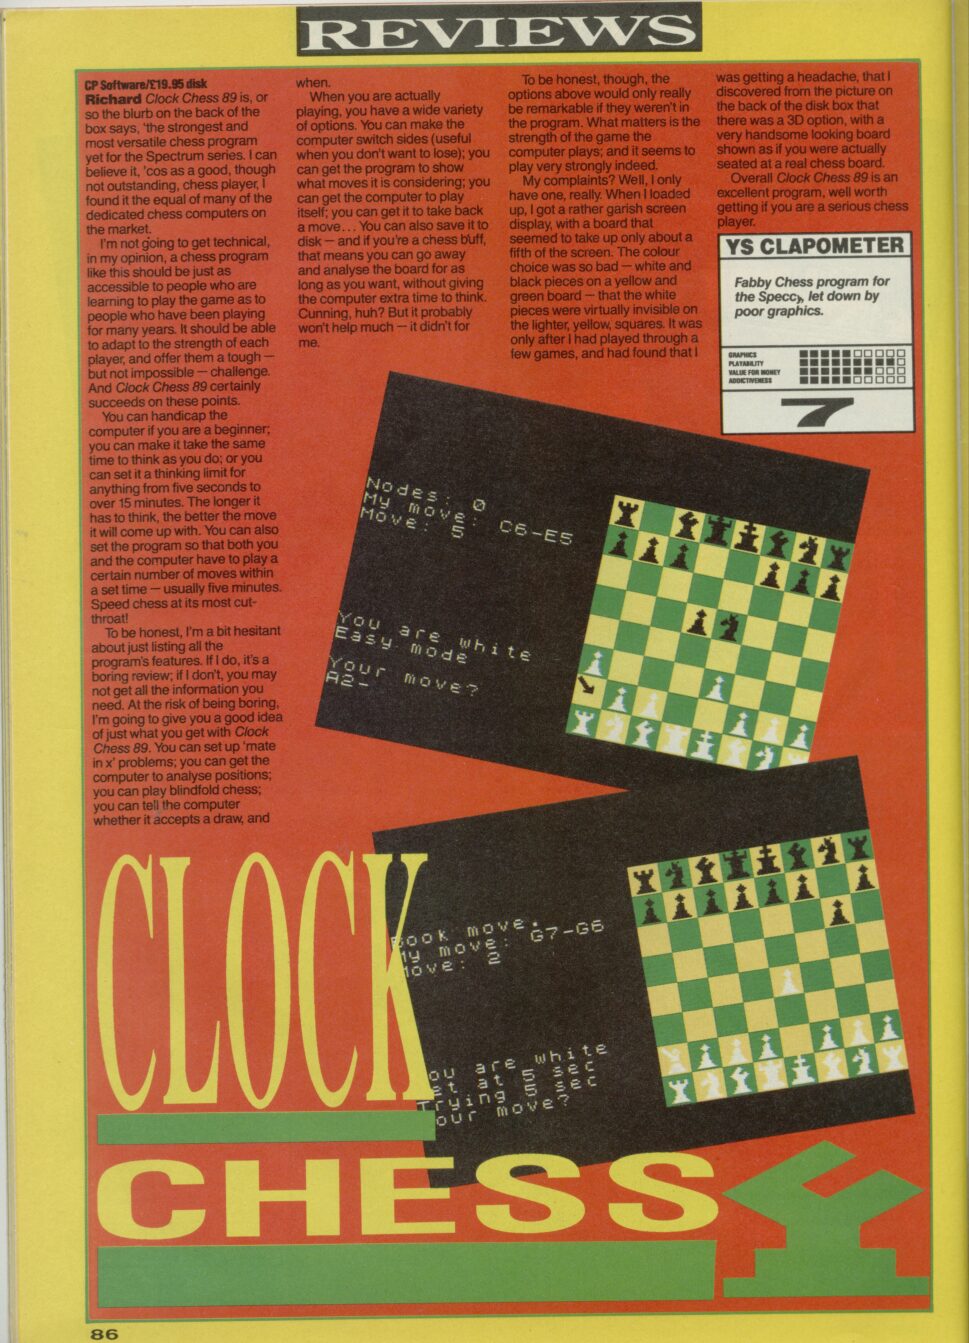 REVIEWS
CP Software/£19.95 disk
Richard Clock Chess 89 is, or
so the blurb on the back of the
box says, 'the strongest and
most versatile chess program
yet for the Spectrum series. I can
believe it, 'cos as a good, though
not outstanding, chess player, I
found it the equal of many of the
dedicated chess computers on
the market.
I'm not going to get technical,
in my opinion, a chess program
like this should be just as
accessible to people who are
learning to play the game as to
people who have been playing
for many years. It should be able
to adapt to the strength of each
player, and offer them a tough —
but not impossible — challenge.
And Clock Chess 89 certainly
succeeds on these points.
You can handicap the
computer if you are a beginner;
you can make it take the same
time to think as you do; or you
can set it a thinking limit for
anything from five seconds to
over 15 minutes. The longer it
has to think, the better the move
it will come up with. You can also
set the program so that both you
and the computer have to play a
certain number of moves within
a set time — usually five minutes.
Speed chess at its most cut-
throat!
To be honest, I'm a bit hesitant
about just listing all the
program's features. If I do, it's a
boring review; if I don't, you may
not get all the information you
need. At the risk of being boring,
I'm going to give you a good idea
of just what you get with Clock
Chess 89. You can set up 'mate
in x' problems; you can get the
computer to analyse positions;
you can play blindfold chess;
you can tell the computer
whether it accepts a draw, and
when.
When you are actually
playing, you have a wide variety
of options. You can make the
computer switch sides (useful
when you don't want to lose); you
can get the program to show
what moves it is considering; you
can get the computer to play
itself; you can get it to take back
a move... You can also save it to
disk — and if you're a chess buff,
that means you can go away
and analyse the board for as
long as you want, without giving
the computer extra time to think.
Cunning, huh? But it probably
won't help much — it didn't for
me.
To be honest, though, the
options above would only really
be remarkable if they weren't in
the program. What matters is the
strength of the game the
computer plays; and it seems to
play very strongly indeed.
My complaints? Well, I only
have one, really. When I loaded
up, I got a rather garish screen
display, with a board that
seemed to take up only about a
fifth of the screen. The colour
choice was so bad — white and
black pieces on a yellow and
green board — that the white
pieces were virtually invisible on
the lighter, yellow, squares. It was
only after I had played through a
few games, and had found that I
was getting a headache, that I
discovered from the picture on
the back of the disk box that
there was a 3D option, with a
very handsome looking board
shown as if you were actually
seated at a real chess board.
Overall Clock Chess 89 is an
excellent program, well worth
getting if you are a serious chess
player.
YS CLAPOMETER
Fabby Chess program for
the Speccy, let down by
poor graphics.
GRAPHICS
PLAYABILITY
VALUE FOR MONEY
ADDICTIVENESS
7
Nodes: 0
My move: C6-E5
Move: 5
You are white
Easy mode
Your move?
A2-
Book move.
My move: G7-G6
Move: 2
ou are white
et at 5 sec
Trying 5 sec
our move?
CLOCK
CHESS
86